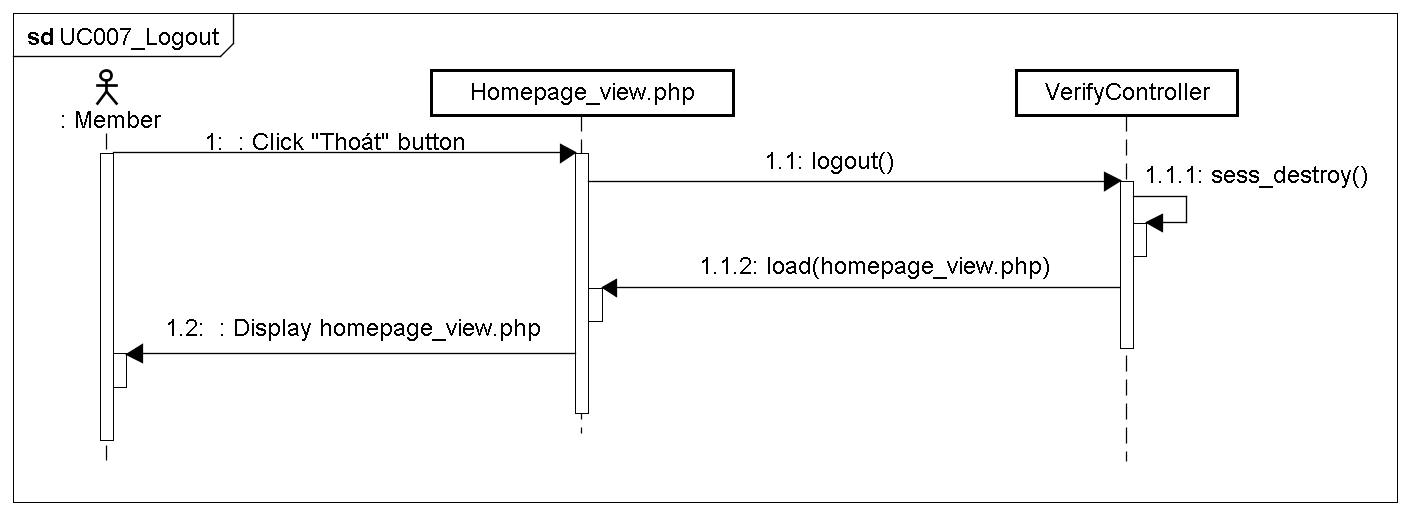 sd UC007_Logout
: Member
Homepage_view.php
VerifyController
1: : Click "Thoát" button
1.1: logout()
1.1.1: sess_destroy()
1.1.2: load(homepage_view.php)
1.2: : Display homepage_view.php